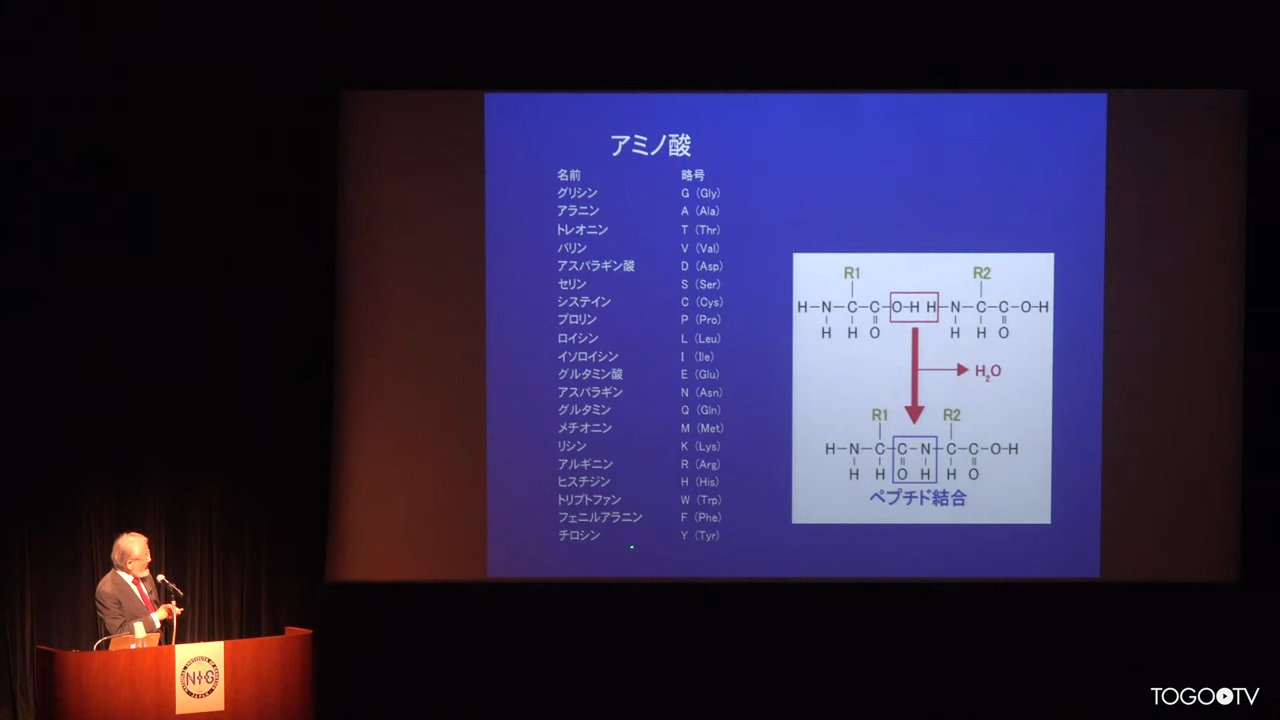 アミノ酸
名前 略号
グリシン G (Gly)
アラニン A (Ala)
トレオニン T (Thr)
バリン V (Val)
アスパラギン酸 D (Asp)
セリン S (Ser)
システイン C (Cys)
プロリン P (Pro)
ロイシン L (Leu)
イソロイシン I (Ile)
グルタミン酸 E (Glu)
アスパラギン N (Asn)
グルタミン Q (Gln)
メチオニン M (Met)
リシン K (Lys)
アルギニン R (Arg)
ヒスチジン H (His)
トリプトファン W (Trp)
フェニルアラニン F (Phe)
チロシン Y (Tyr)
R1 R2
H-N-C-C-O-H H-N-C-C-O-H
H H O H H O
H2O
R1 R2
H-N-C-C-N-C-C-O-H
H H O H H O
ペプチド結合
NIG
JAPAN
TOGOTV